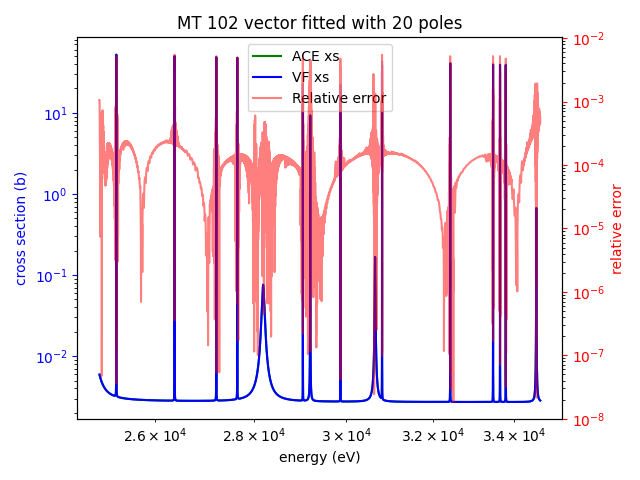 MT 102 vector fitted with 20 poles
ACE xs
VF xs
Relative error
cross section (b)
10¹
10⁰
10⁻¹
10⁻²
relative error
10⁻²
10⁻³
10⁻⁴
10⁻⁵
10⁻⁶
10⁻⁷
10⁻⁸
2.6 × 10⁴ 2.8 × 10⁴ 3 × 10⁴ 3.2 × 10⁴ 3.4 × 10⁴
energy (eV)